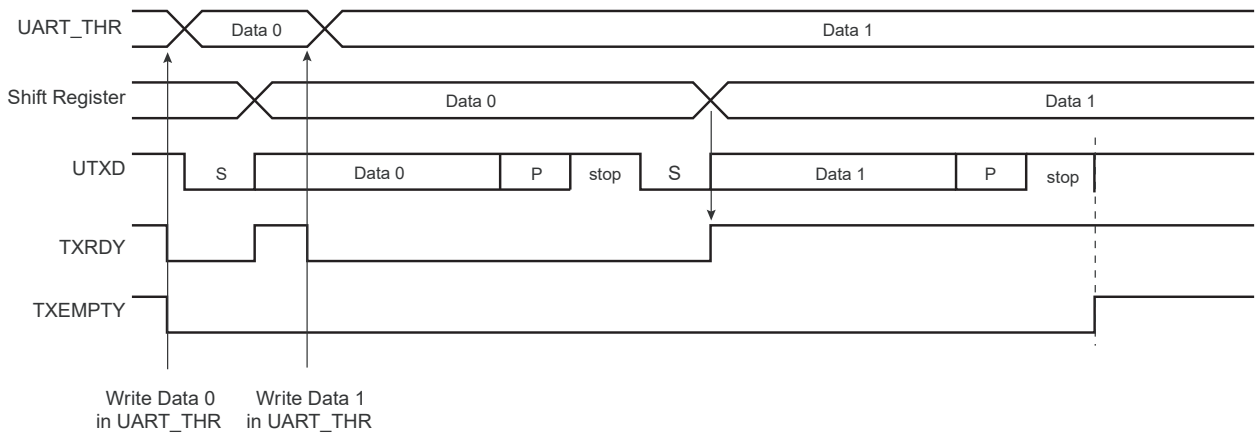 UART_THR
Data 0
Data 1
Shift Register
Data 0
Data 1
UTXD
S
Data 0
P
stop
S
Data 1
P
stop
TXRDY
TXEMPTY
Write Data 0
in UART_THR
Write Data 1
in UART_THR